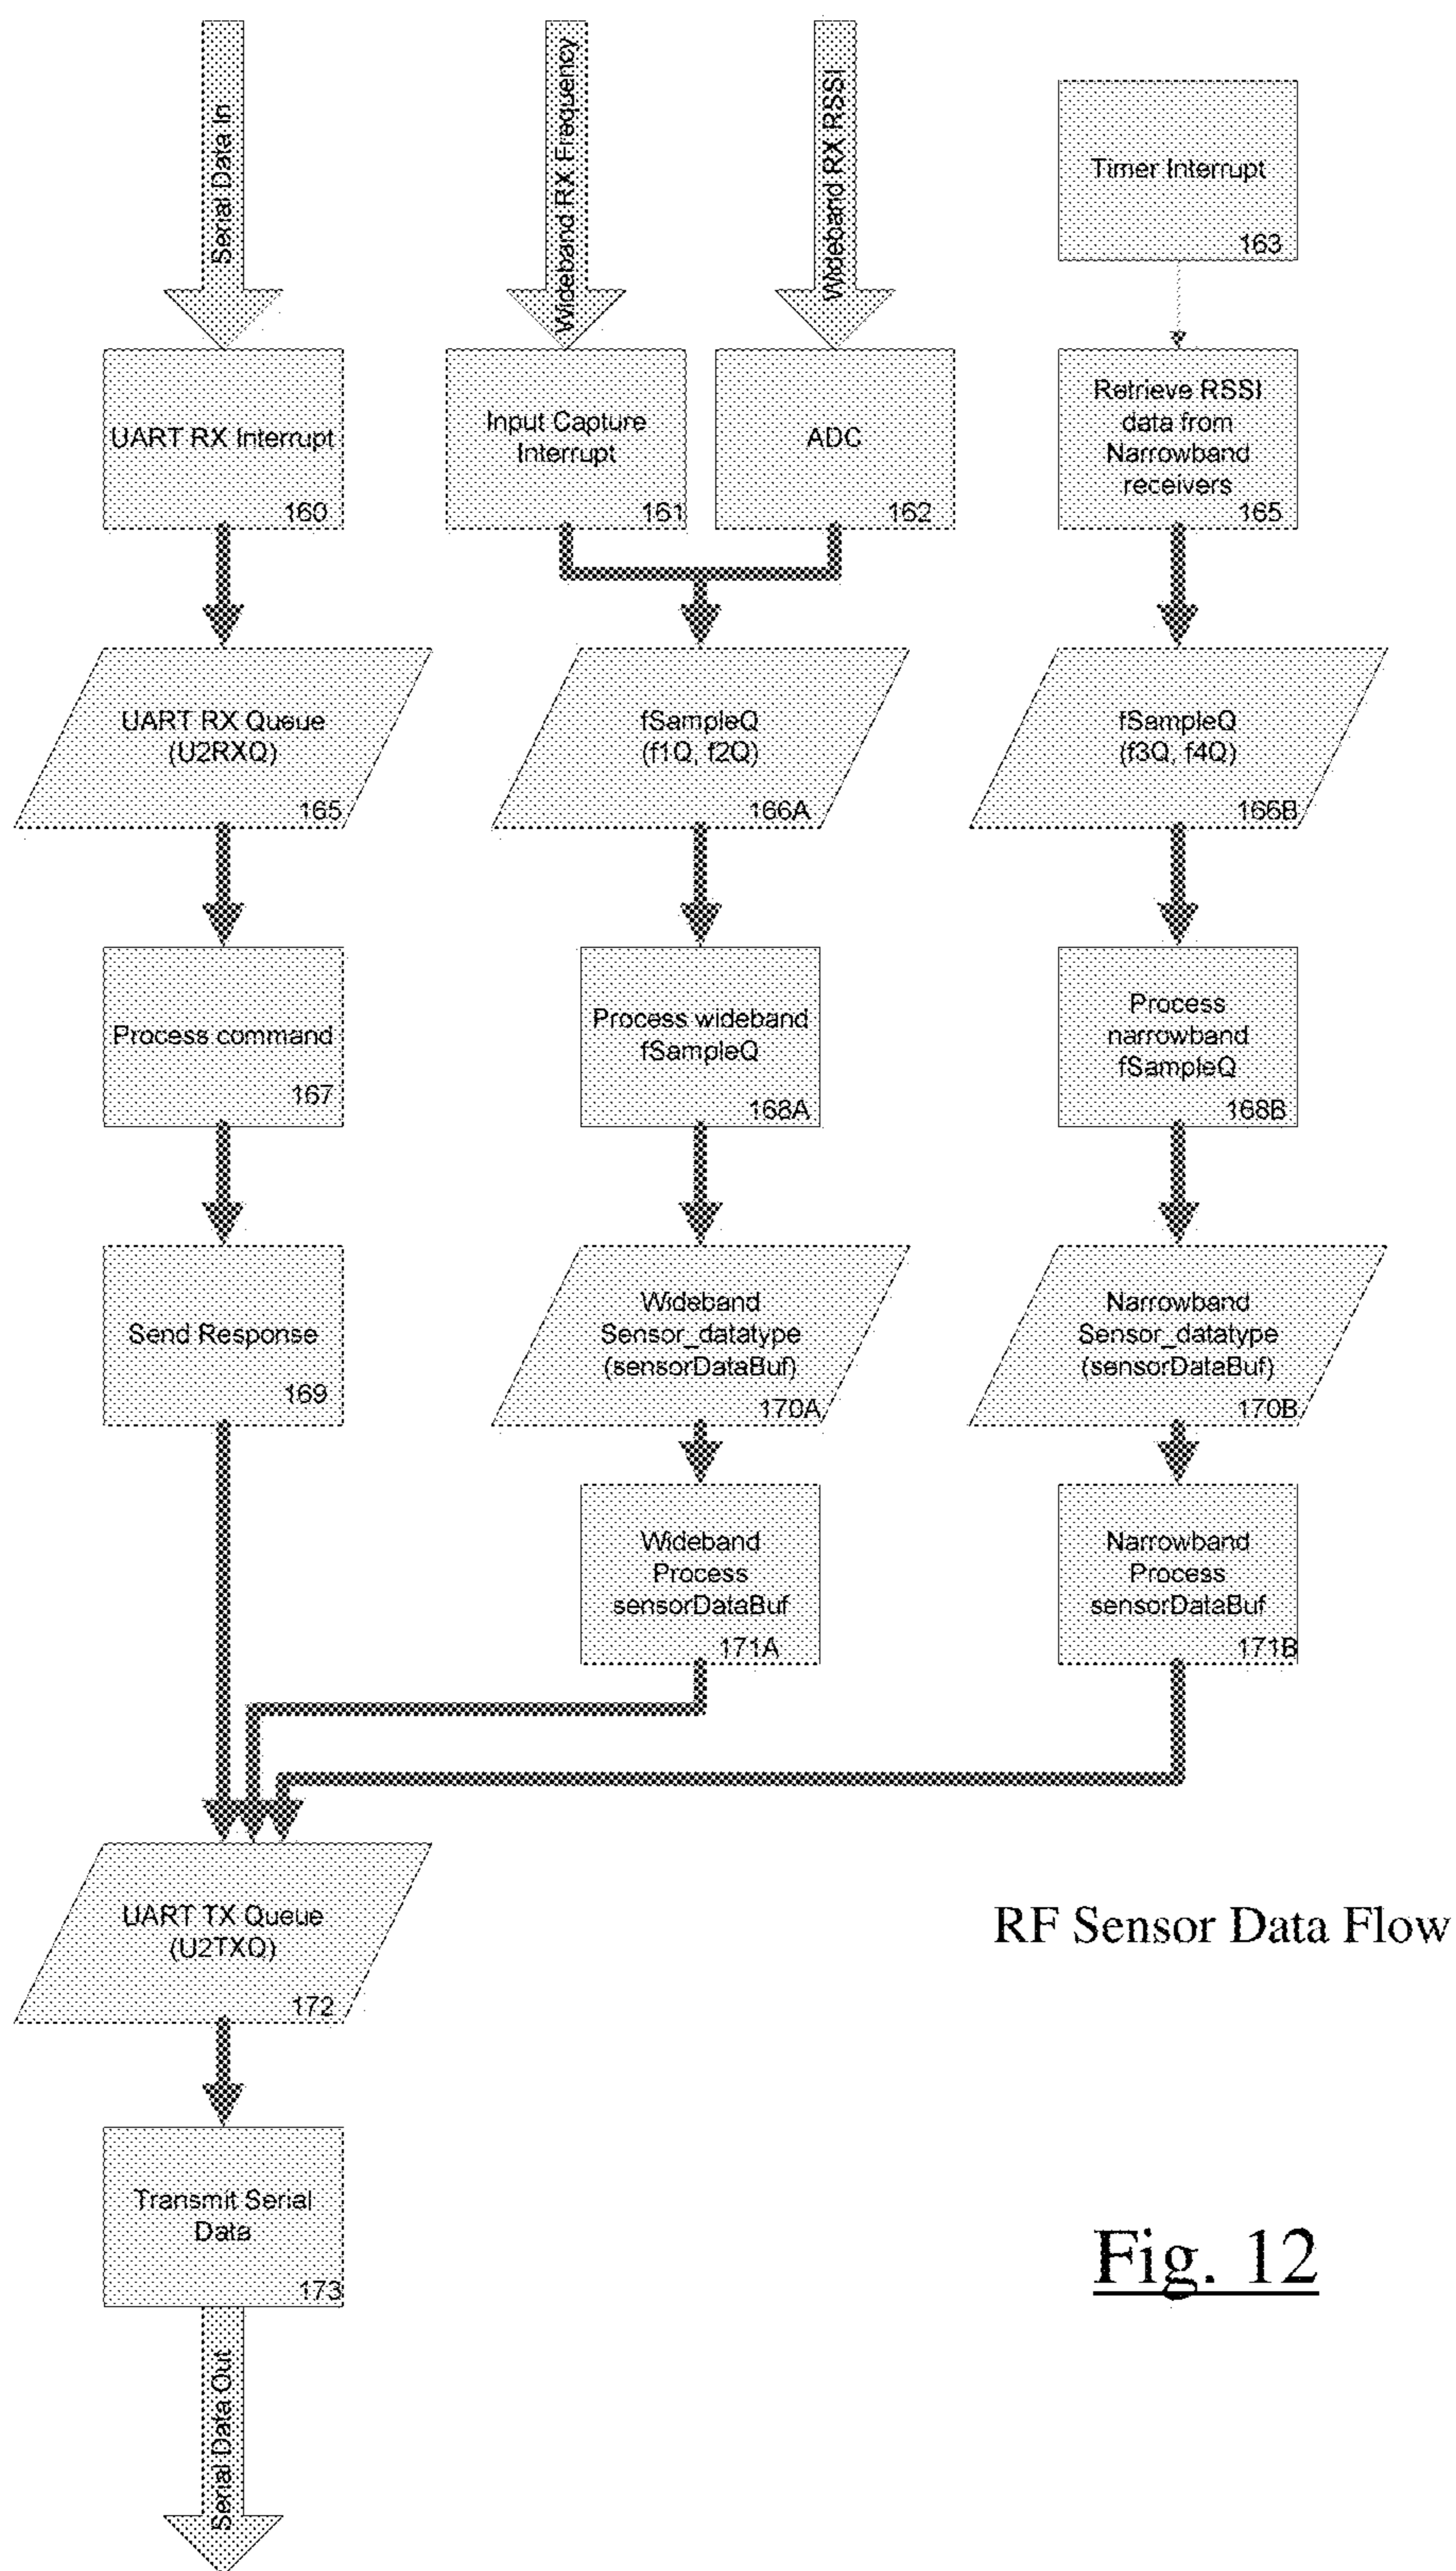 Serial Data In
Wideband RX Frequency
Wideband RX RSSI
Timer Interrupt
163
UART RX Interrupt
160
Input Capture
Interrupt
161
ADC
162
Retrieve RSSI
data from
Narrowband
receivers
165
UART RX Queue
(U2RXQ)
165
fSampleQ
(f1Q, f2Q)
166A
fSampleQ
(f3Q, f4Q)
166B
Process command
167
Process wideband
fSampleQ
168A
Process
narrowband
fSampleQ
168B
Send Response
169
Wideband
Sensor_datatype
(sensorDataBuf)
170A
Narrowband
Sensor_datatype
(sensorDataBuf)
170B
Wideband
Process
sensorDataBuf
171A
Narrowband
Process
sensorDataBuf
171B
UART TX Queue
(U2TXQ)
172
RF Sensor Data Flow
Transmit Serial
Data
173
Fig. 12
Serial Data Out